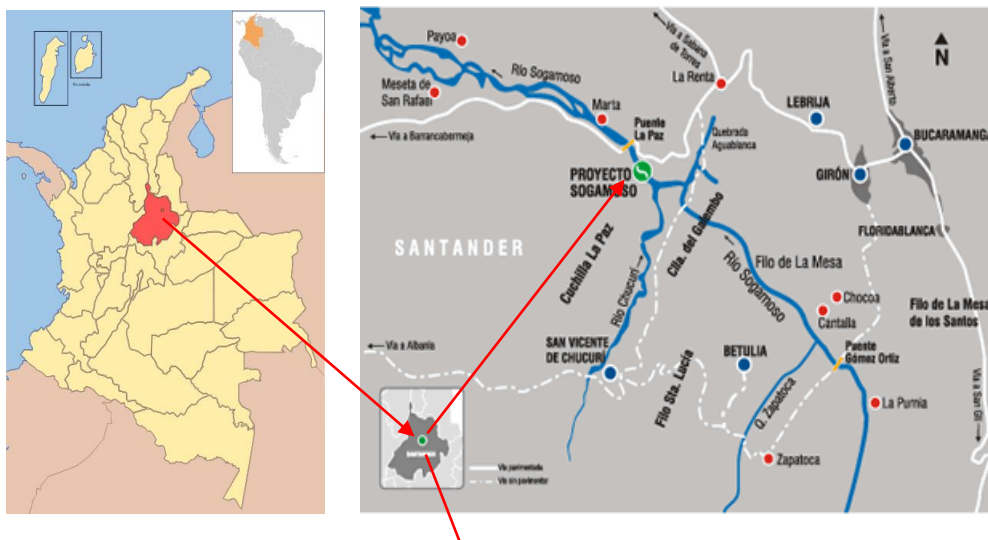 Payoa
Río Sogamoso
Meseta de
San Rafael
Marta
Puente
La Paz
Vía a Barrancabermeja
Vía a Sabana
de Torres
La Renta
Quebrada
Aguablanca
LEBRIJA
Vía a San Alberto
N
BUCARAMANGA
GIRÓN
FLORIDABLANCA
PROYECTO
SOGAMOSO
SANTANDER
Cuchilla La Paz
Río Chucurí
Clla. del Galembo
Filo de La Mesa
Río Sogamoso
Chocoa
Cantalla
Filo de La Mesa
de los Santos
Vía a Albania
SAN VICENTE
DE CHUCURÍ
Filo Sta. Lucía
BETULIA
Puente
Gómez Ortiz
Q. Zapatoca
La Purnia
Vía a San Gil
Zapatoca
SANTANDER
Vía pavimentada
Vía sin pavimentar